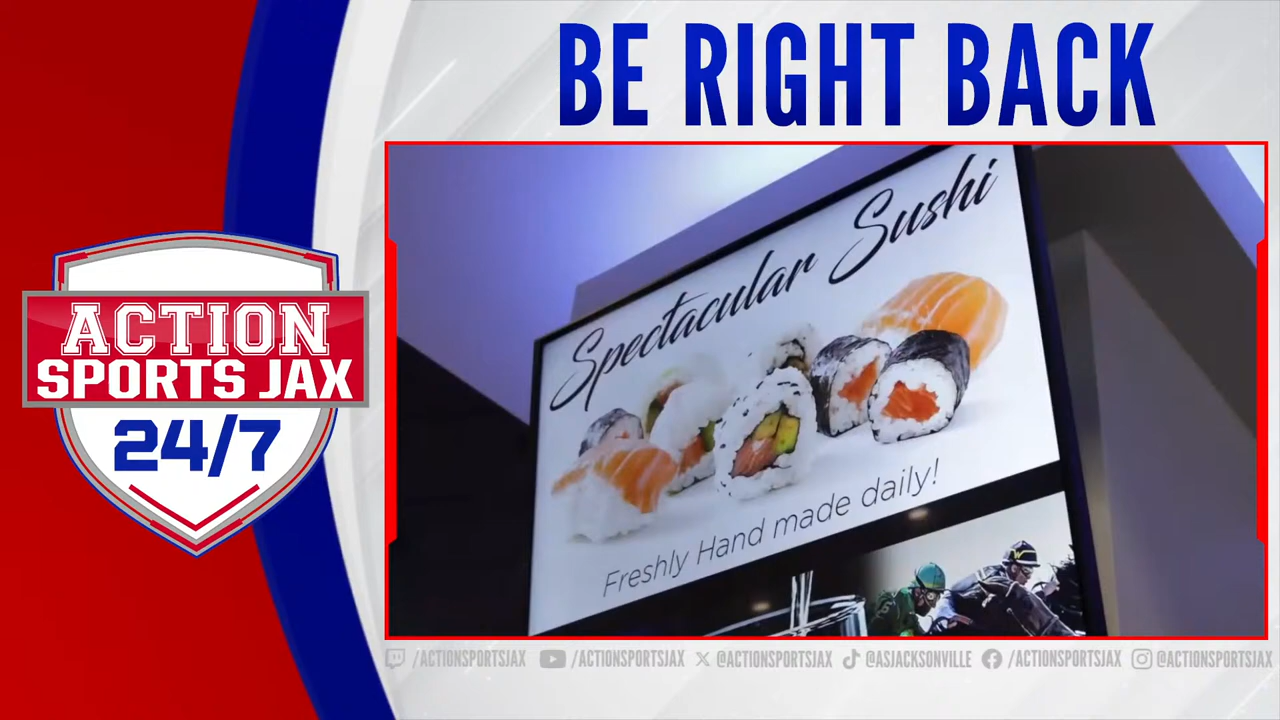 BE RIGHT BACK
Spectacular Sushi
Freshly Hand made daily!
W
ACTION
SPORTS JAX
24/7
/ACTIONSPORTSJAX /ACTIONSPORTSJAX @ACTIONSPORTSJAX @ASJACKSONVILLE /ACTIONSPORTSJAX @ACTIONSPORTSJAX